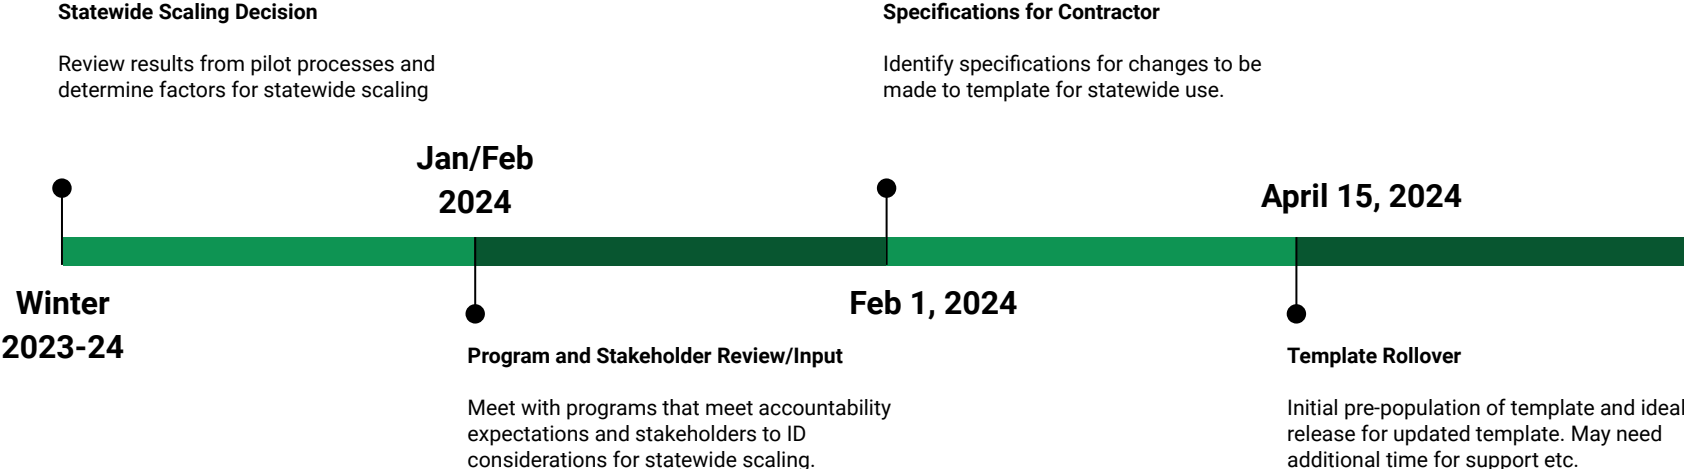 Statewide Scaling Decision
Review results from pilot processes and
determine factors for statewide scaling
Specifications for Contractor
Identify specifications for changes to be
made to template for statewide use.
Jan/Feb
2024
April 15, 2024
Winter
2023-24
Feb 1, 2024
Program and Stakeholder Review/Input
Meet with programs that meet accountability
expectations and stakeholders to ID
considerations for statewide scaling.
Template Rollover
Initial pre-population of template and ideal
release for updated template. May need
additional time for support etc.